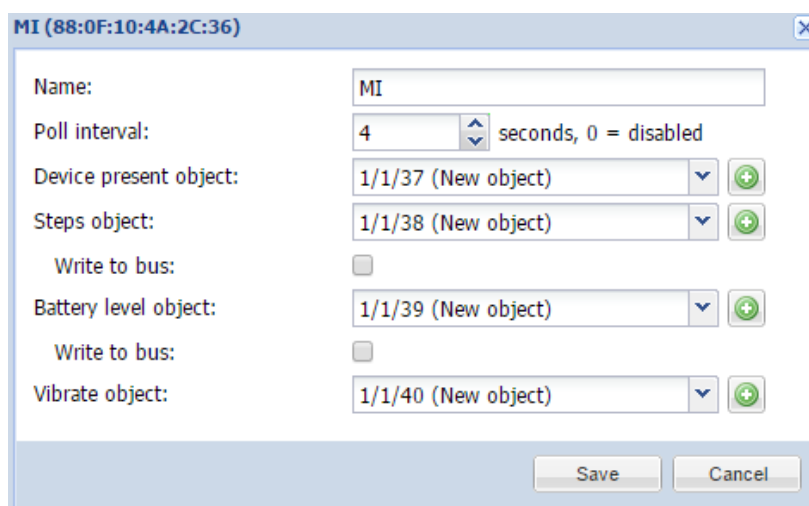 MI (88:0F:10:4A:2C:36)
Name: MI
Poll interval: 4 seconds, 0 = disabled
Device present object: 1/1/37 (New object)
Steps object: 1/1/38 (New object)
Write to bus:
Battery level object: 1/1/39 (New object)
Write to bus:
Vibrate object: 1/1/40 (New object)
Save Cancel